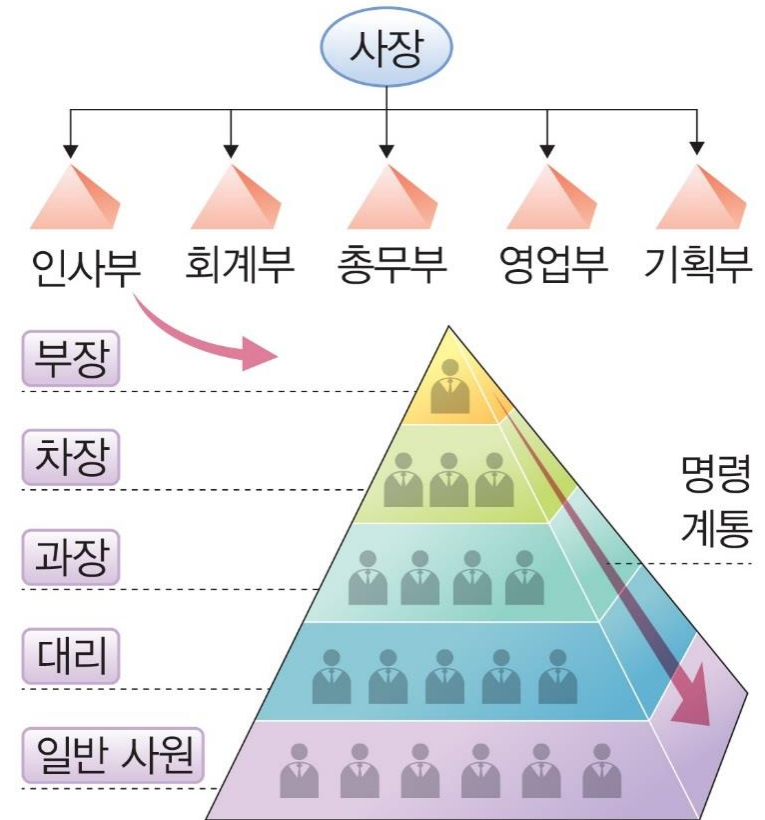 사장
인사부 회계부 총무부 영업부 기획부
부장
차장
명령
계통
과장
대리
일반 사원